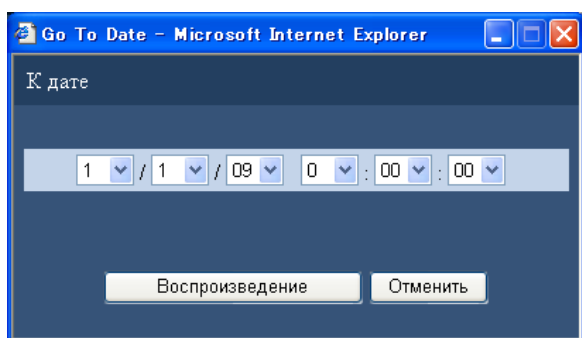 Go To Date - Microsoft Internet Explorer
К дате
1 / 1 / 09 0 : 00 : 00
Воспроизведение Отменить